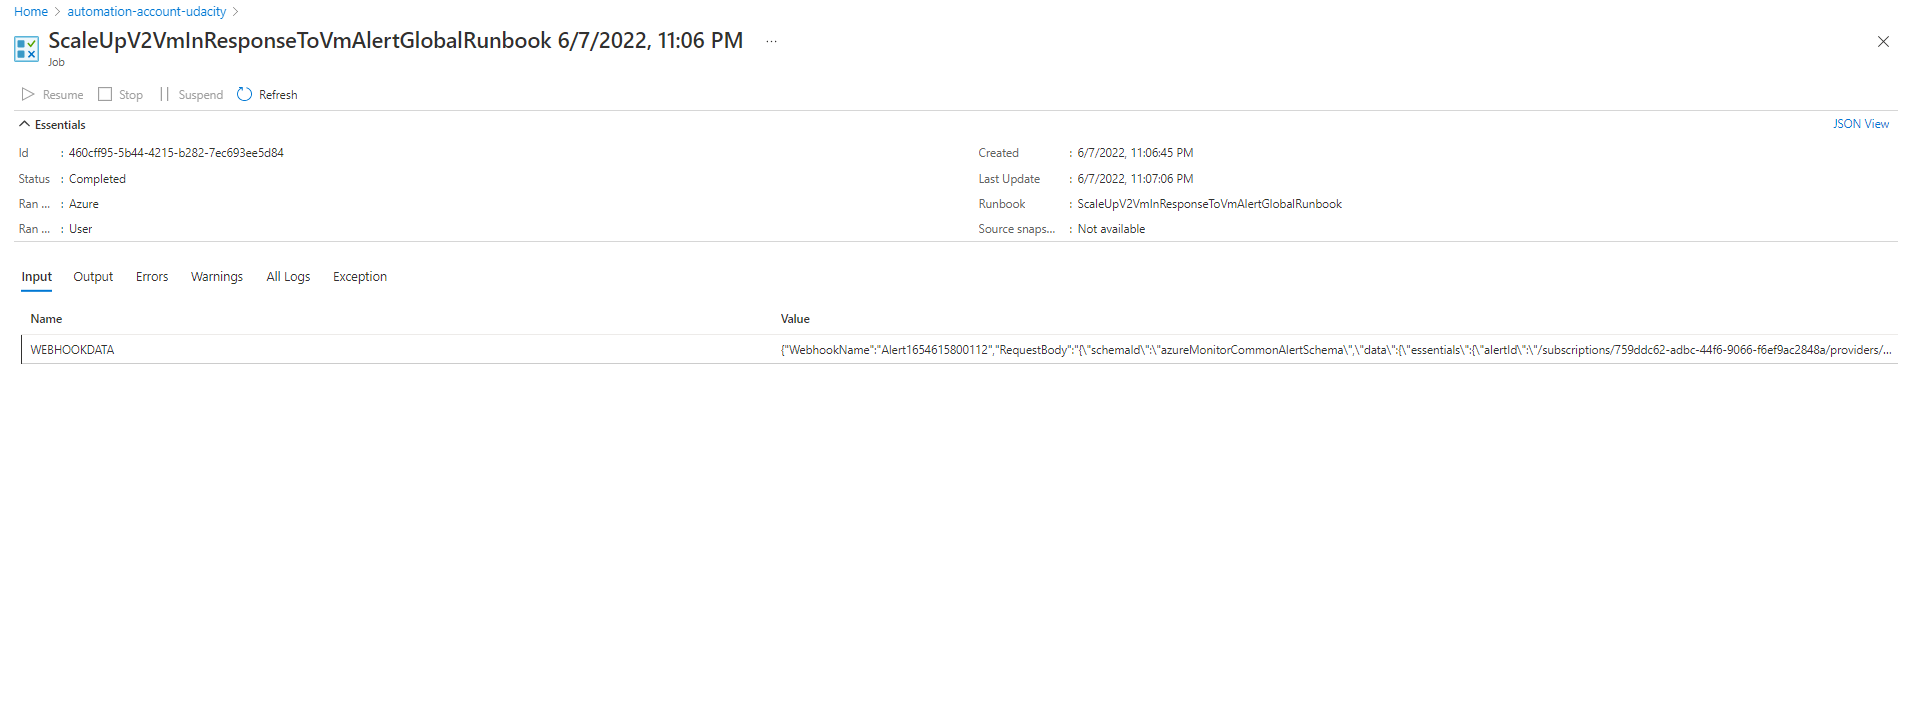 Home > automation-account-udacity >
ScaleUpV2VmInResponseToVmAlertGlobalRunbook 6/7/2022, 11:06 PM ...
Job
Resume Stop Suspend Refresh
Essentials JSON View
Id : 460cff95-5b44-4215-b282-7ec693ee5d84 Created : 6/7/2022, 11:06:45 PM
Status : Completed Last Update : 6/7/2022, 11:07:06 PM
Ran ... : Azure Runbook : ScaleUpV2VmInResponseToVmAlertGlobalRunbook
Ran ... : User Source snaps... : Not available
Input Output Errors Warnings All Logs Exception
Name Value
WEBHOOKDATA {"WebhookName":"Alert1654615800112","RequestBody":"{\"schemaId\":\"azureMonitorCommonAlertSchema\",\"data\":{\"essentials\":{\"alertId\":\"/subscriptions/759ddc62-adbc-44f6-9066-f6ef9ac2848a/providers/...